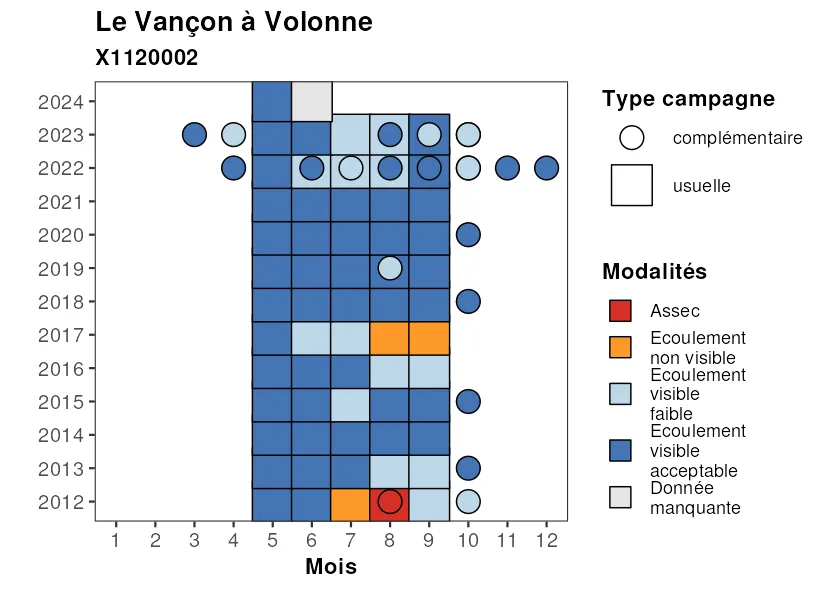 Le Vançon à Volonne
X1120002
2024
2023
2022
2021
2020
2019
2018
2017
2016
2015
2014
2013
2012
1 2 3 4 5 6 7 8 9 10 11 12
Mois
Type campagne
complémentaire
usuelle
Modalités
Assec
Ecoulement
non visible
Ecoulement
visible
faible
Ecoulement
visible
acceptable
Donnée
manquante